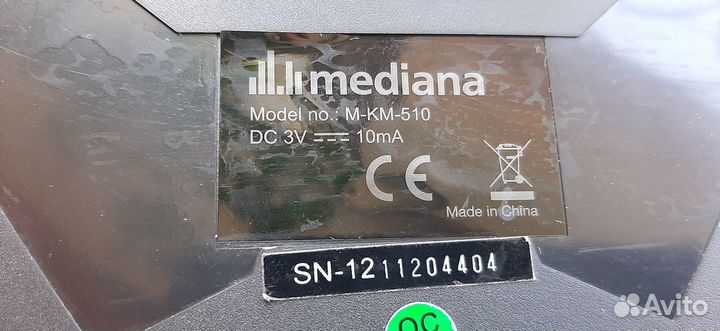 mediana
Model no.: M-KM-510
DC 3V ⎓ 10mA
CE
Made in China
SN-1211204404
QC
Avito